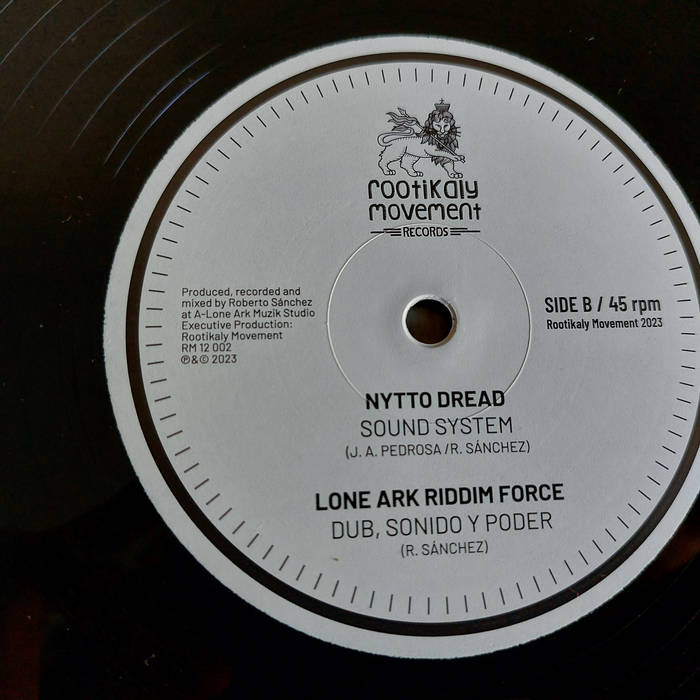 rootikaly
movement
RECORDS
Produced, recorded and
mixed by Roberto Sánchez
at A-Lone Ark Muzik Studio
Executive Production:
Rootikaly Movement
RM 12 002
℗&© 2023
SIDE B / 45 rpm
Rootikaly Movement 2023
NYTTO DREAD
SOUND SYSTEM
(J. A. PEDROSA /R. SÁNCHEZ)
LONE ARK RIDDIM FORCE
DUB, SONIDO Y PODER
(R. SÁNCHEZ)